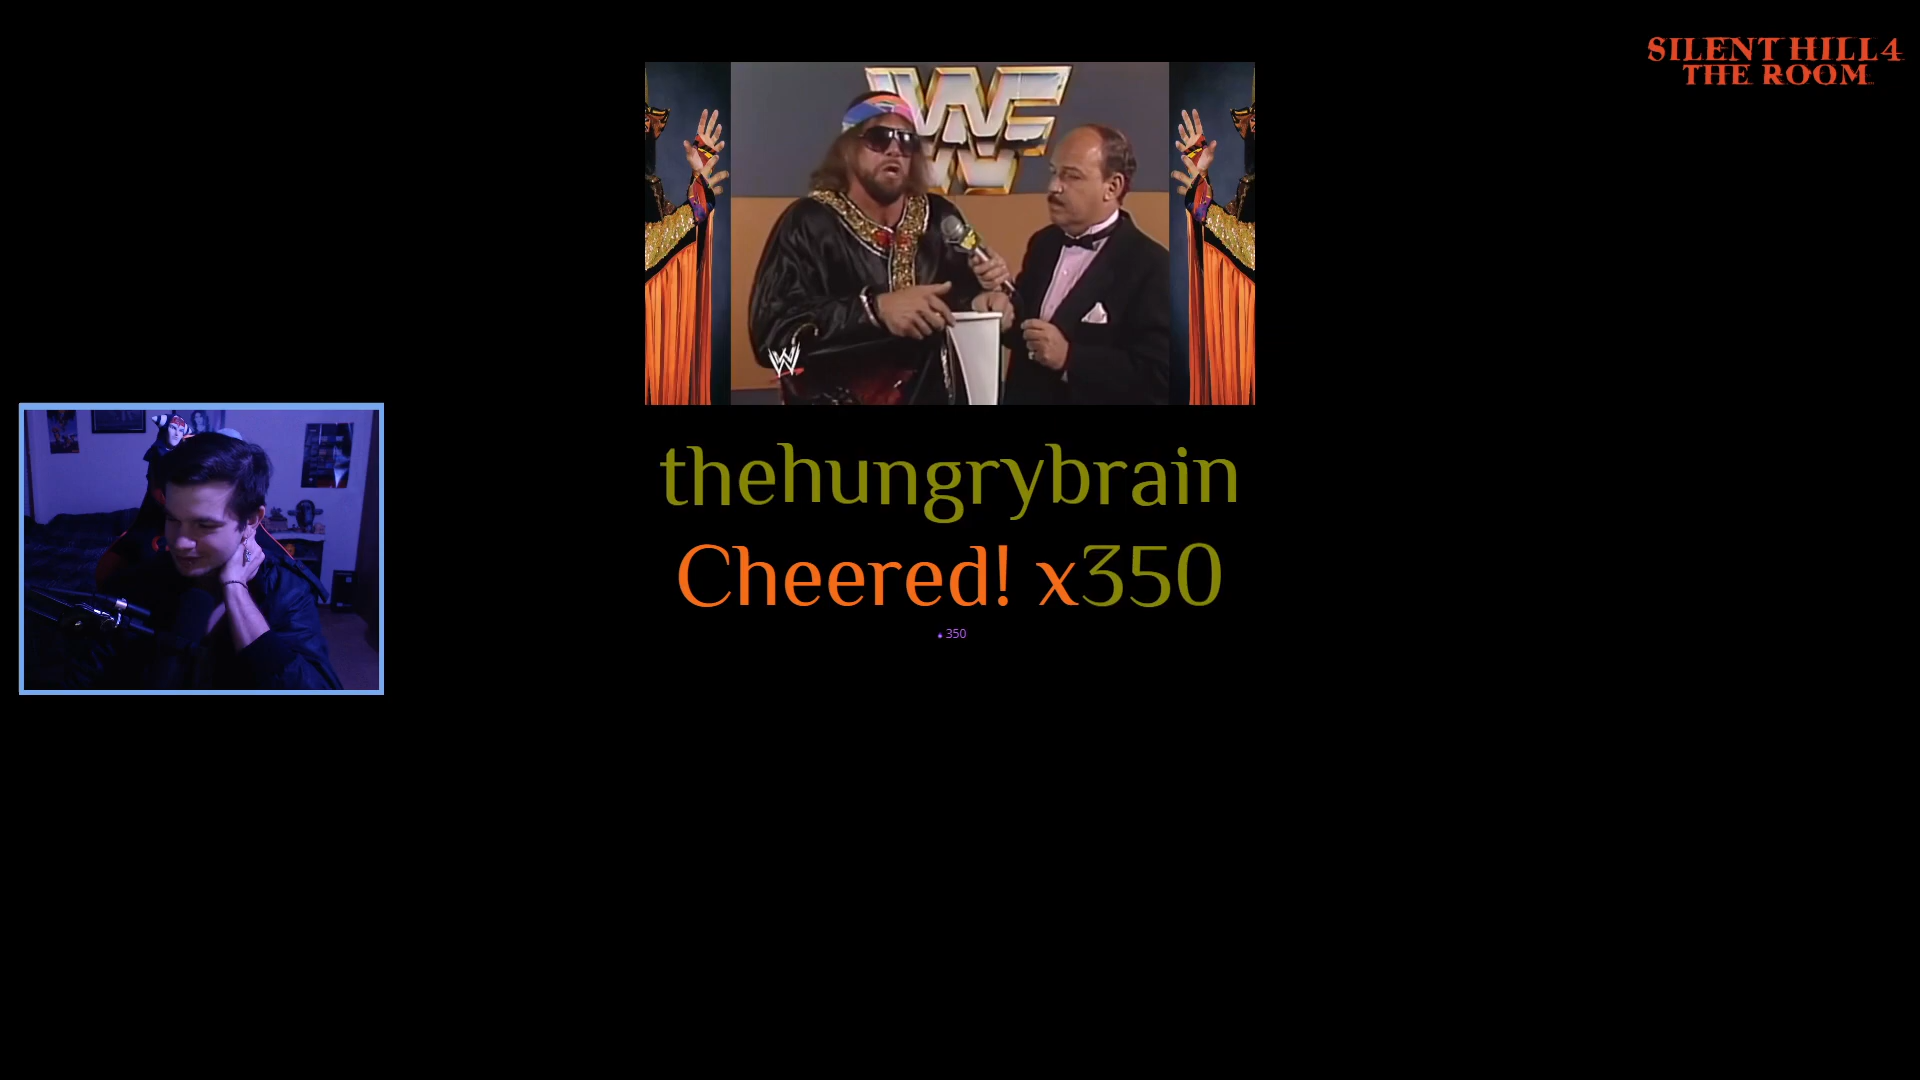 SILENT HILL 4
THE ROOM
WWF
W
thehungrybrain
Cheered! x350
350